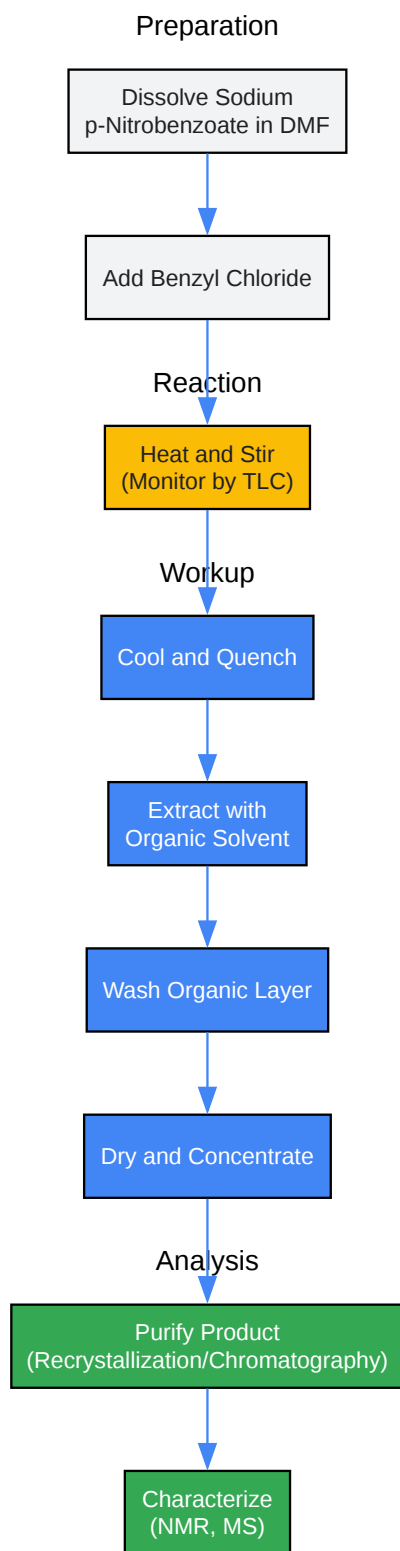 Preparation
Dissolve Sodium
p-Nitrobenzoate in DMF
Add Benzyl Chloride
Reaction
Heat and Stir
(Monitor by TLC)
Workup
Cool and Quench
Extract with
Organic Solvent
Wash Organic Layer
Dry and Concentrate
Analysis
Purify Product
(Recrystallization/Chromatography)
Characterize
(NMR, MS)